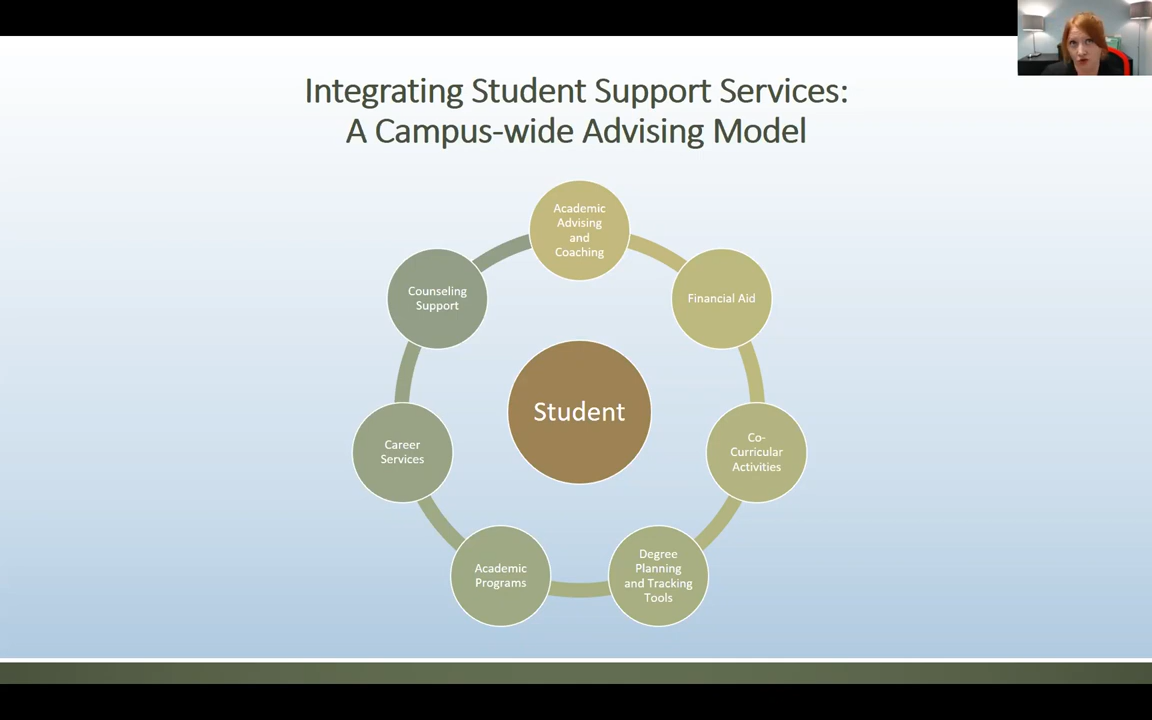 Integrating Student Support Services:
A Campus-wide Advising Model
Academic
Advising
and
Coaching
Counseling
Support
Financial Aid
Student
Career
Services
Co-
Curricular
Activities
Academic
Programs
Degree
Planning
and Tracking
Tools